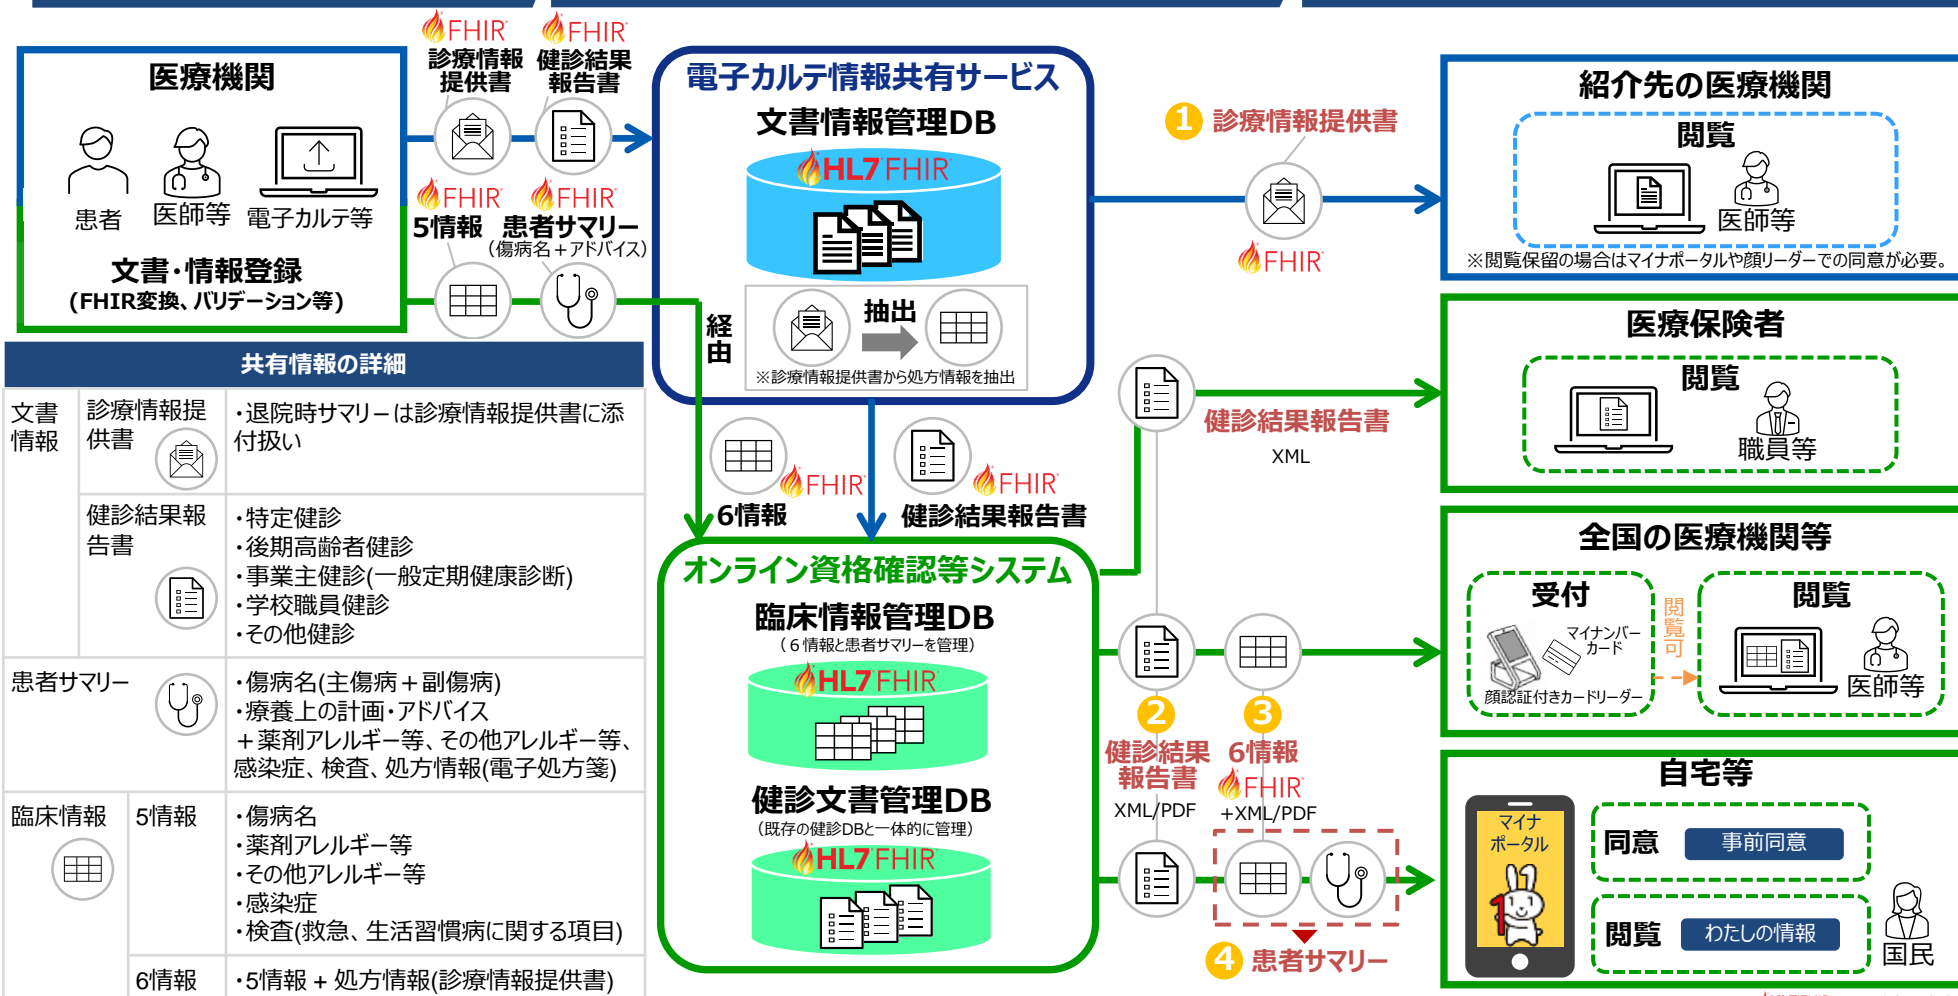 医療機関
患者
医師等
電子カルテ等
文書・情報登録
(FHIR変換、バリデーション等)
FHIR
診療情報
提供書
FHIR
健診結果
報告書
FHIR
5情報
FHIR
患者サマリー
(傷病名＋アドバイス)
電子カルテ情報共有サービス
文書情報管理DB
HL7 FHIR
抽出
※診療情報提供書から処方情報を抽出
経由
FHIR
6情報
FHIR
健診結果報告書
オンライン資格確認等システム
臨床情報管理DB
(６情報と患者サマリーを管理)
HL7 FHIR
健診文書管理DB
(既存の健診DBと一体的に管理)
HL7 FHIR
1 診療情報提供書
FHIR
健診結果報告書
XML
2
健診結果
報告書
XML/PDF
3
6情報
FHIR
+XML/PDF
4 患者サマリー
紹介先の医療機関
閲覧
医師等
※閲覧保留の場合はマイナポータルや顔リーダーでの同意が必要。
医療保険者
閲覧
職員等
全国の医療機関等
受付
マイナンバー
カード
顔認証付きカードリーダー
閲覧可
閲覧
医師等
自宅等
マイナ
ポータル
同意
事前同意
閲覧
わたしの情報
国民
共有情報の詳細
文書
情報
診療情報提
供書
・退院時サマリーは診療情報提供書に添
付扱い
健診結果報
告書
・特定健診
・後期高齢者健診
・事業主健診(一般定期健康診断)
・学校職員健診
・その他健診
患者サマリー
・傷病名(主傷病＋副傷病)
・療養上の計画・アドバイス
＋薬剤アレルギー等、その他アレルギー等、
感染症、検査、処方情報(電子処方箋)
臨床情報
5情報
・傷病名
・薬剤アレルギー等
・その他アレルギー等
・感染症
・検査(救急、生活習慣病に関する項目)
6情報
・5情報 + 処方情報(診療情報提供書)